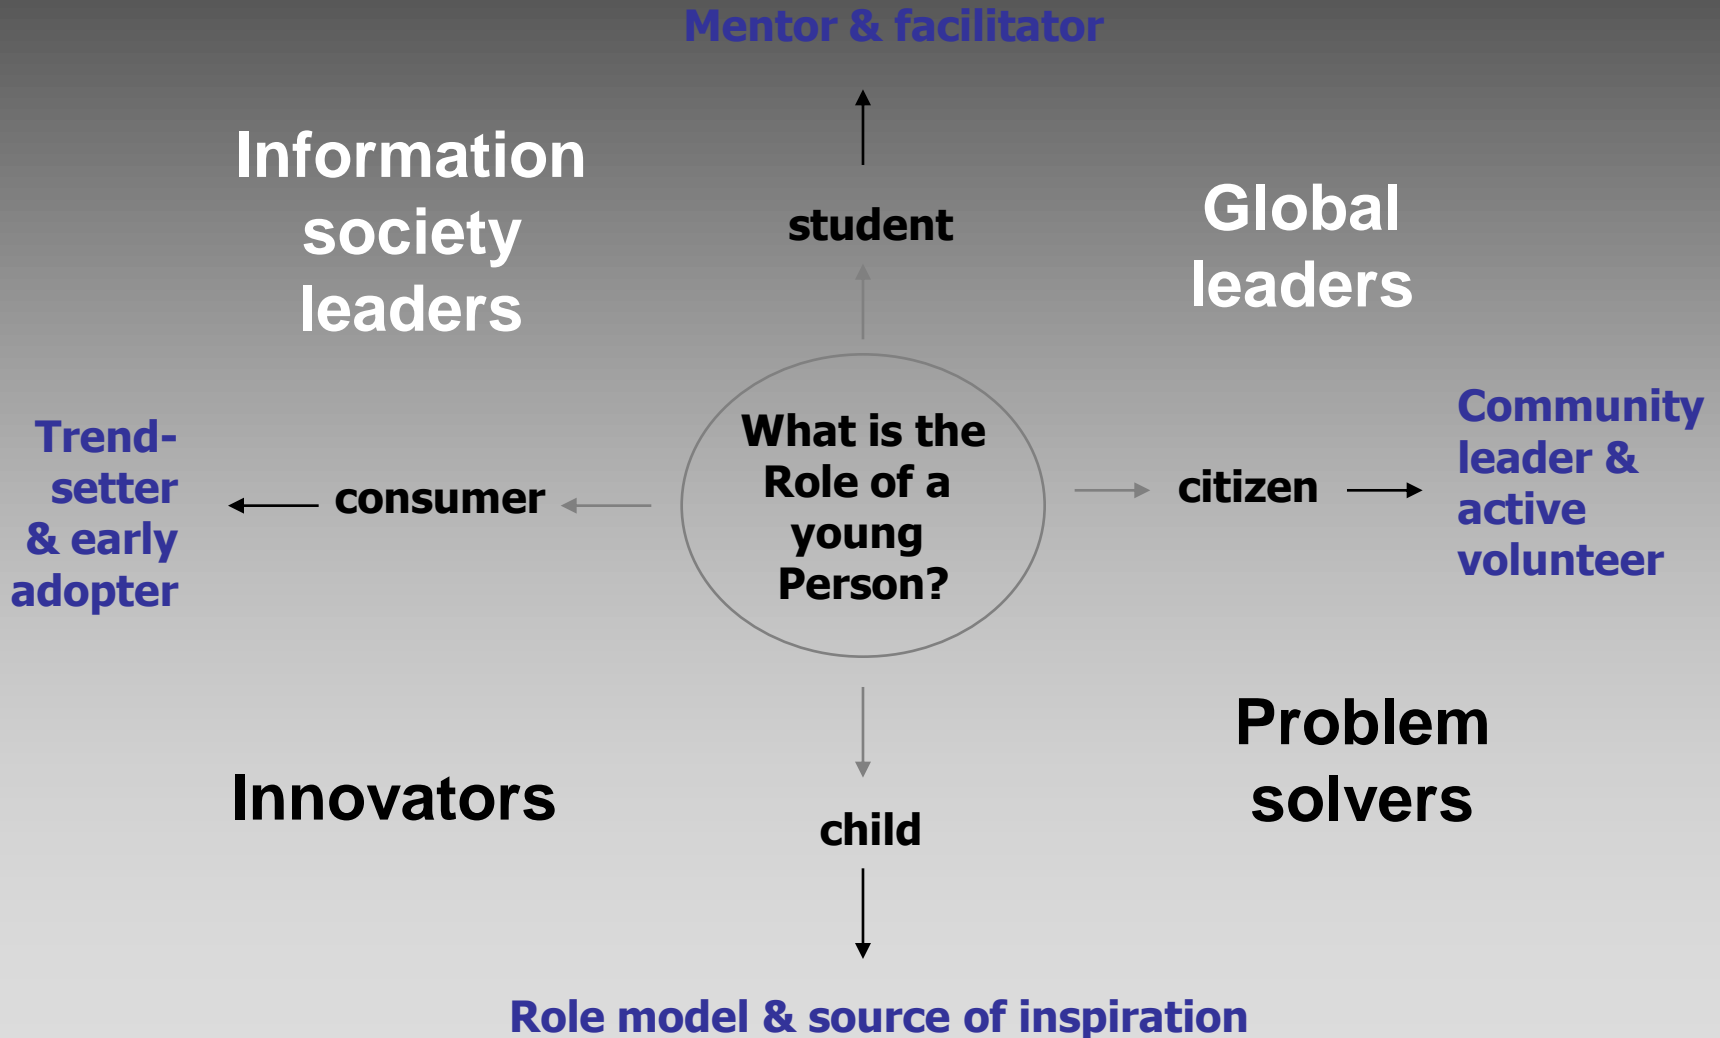 Mentor & facilitator
Information
society
leaders
student
Global
leaders
Trend-
setter
& early
adopter
consumer
What is the
Role of a
young
Person?
citizen
Community
leader &
active
volunteer
Innovators
child
Problem
solvers
Role model & source of inspiration